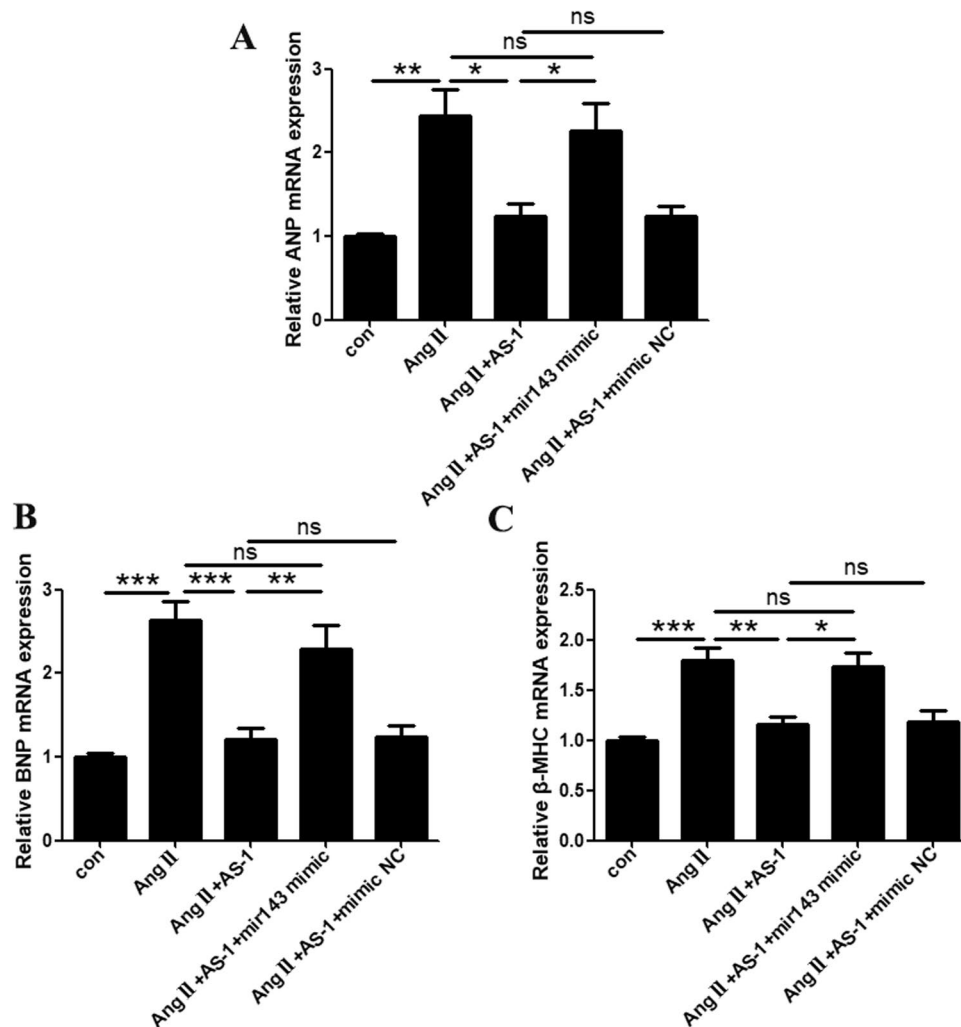 A
ns
ns
** * *
Relative ANP mRNA expression
3
2
1
0
con
Ang Ⅱ
Ang Ⅱ +AS-1
Ang Ⅱ +AS-1 +mir143 mimic
Ang Ⅱ +AS-1 +mimic NC
B
ns
ns
*** *** **
Relative BNP mRNA expression
3
2
1
0
con
Ang Ⅱ
Ang Ⅱ +AS-1
Ang Ⅱ +AS-1 +mir143 mimic
Ang Ⅱ +AS-1 +mimic NC
C
ns
ns
*** ** *
Relative β-MHC mRNA expression
2.5
2.0
1.5
1.0
0.5
0.0
con
Ang Ⅱ
Ang Ⅱ +AS-1
Ang Ⅱ +AS-1 +mir143 mimic
Ang Ⅱ +AS-1 +mimic NC